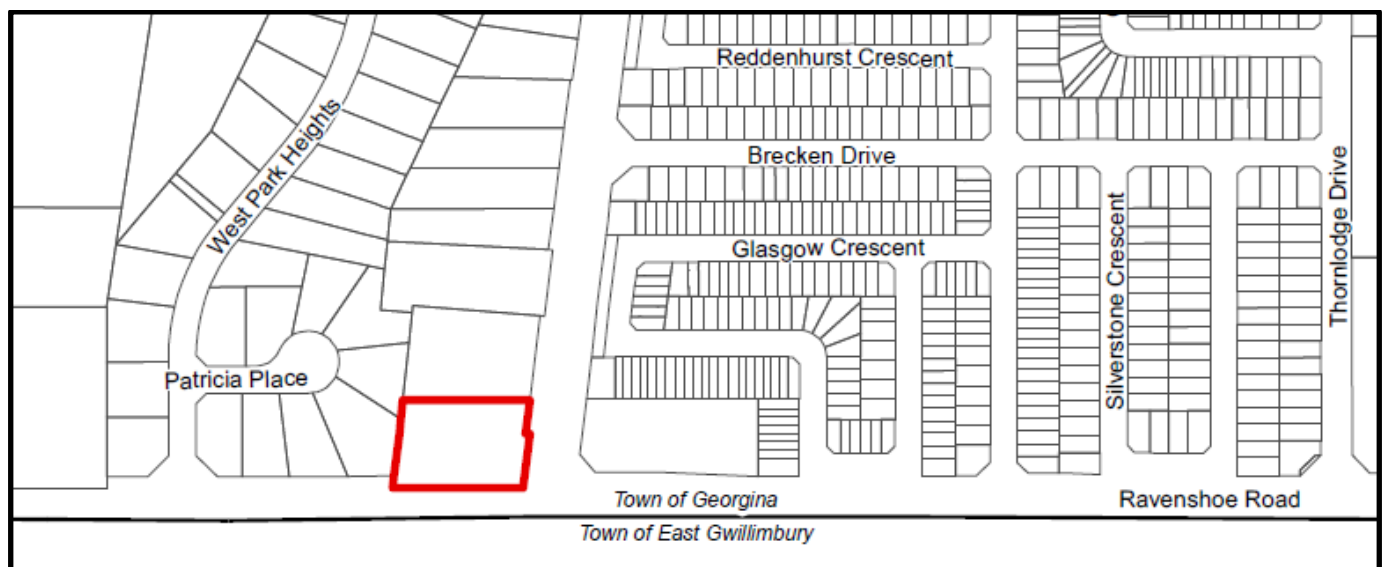 Reddenhurst Crescent
West Park Heights
Brecken Drive
Thornlodge Drive
Glasgow Crescent
Silverstone Crescent
Patricia Place
Town of Georgina
Ravenshoe Road
Town of East Gwillimbury